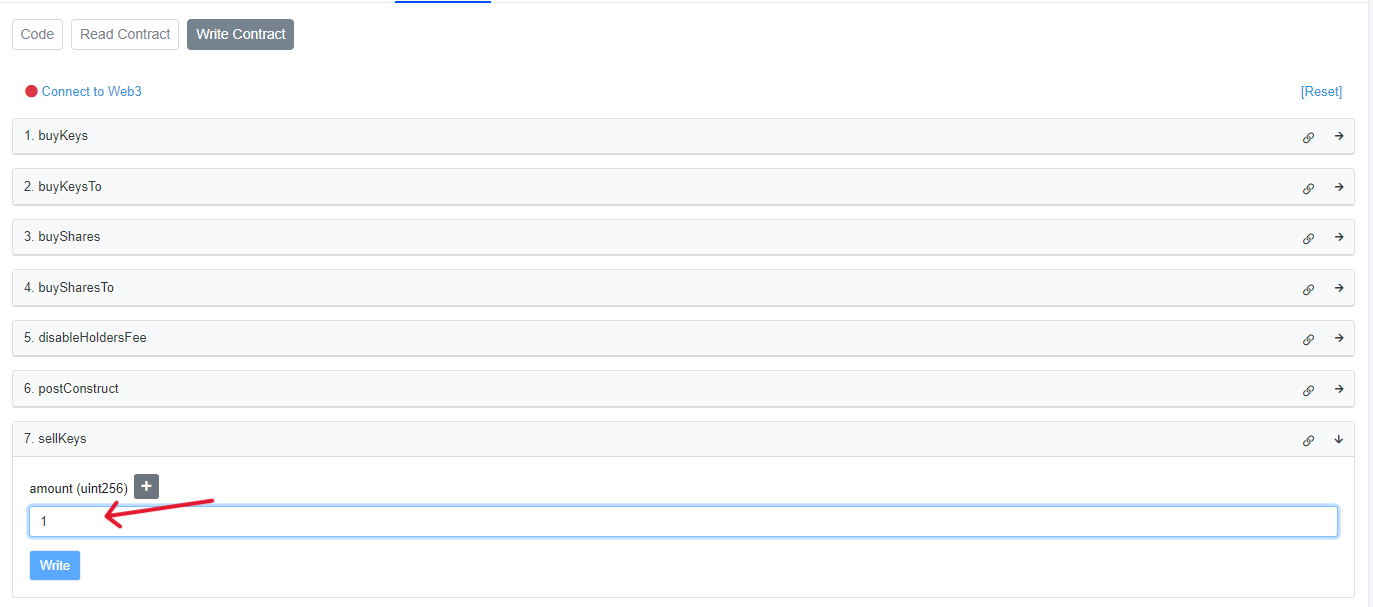 Code Read Contract Write Contract
Connect to Web3 [Reset]
1. buyKeys
2. buyKeysTo
3. buyShares
4. buySharesTo
5. disableHoldersFee
6. postConstruct
7. sellKeys
amount (uint256) +
1
Write